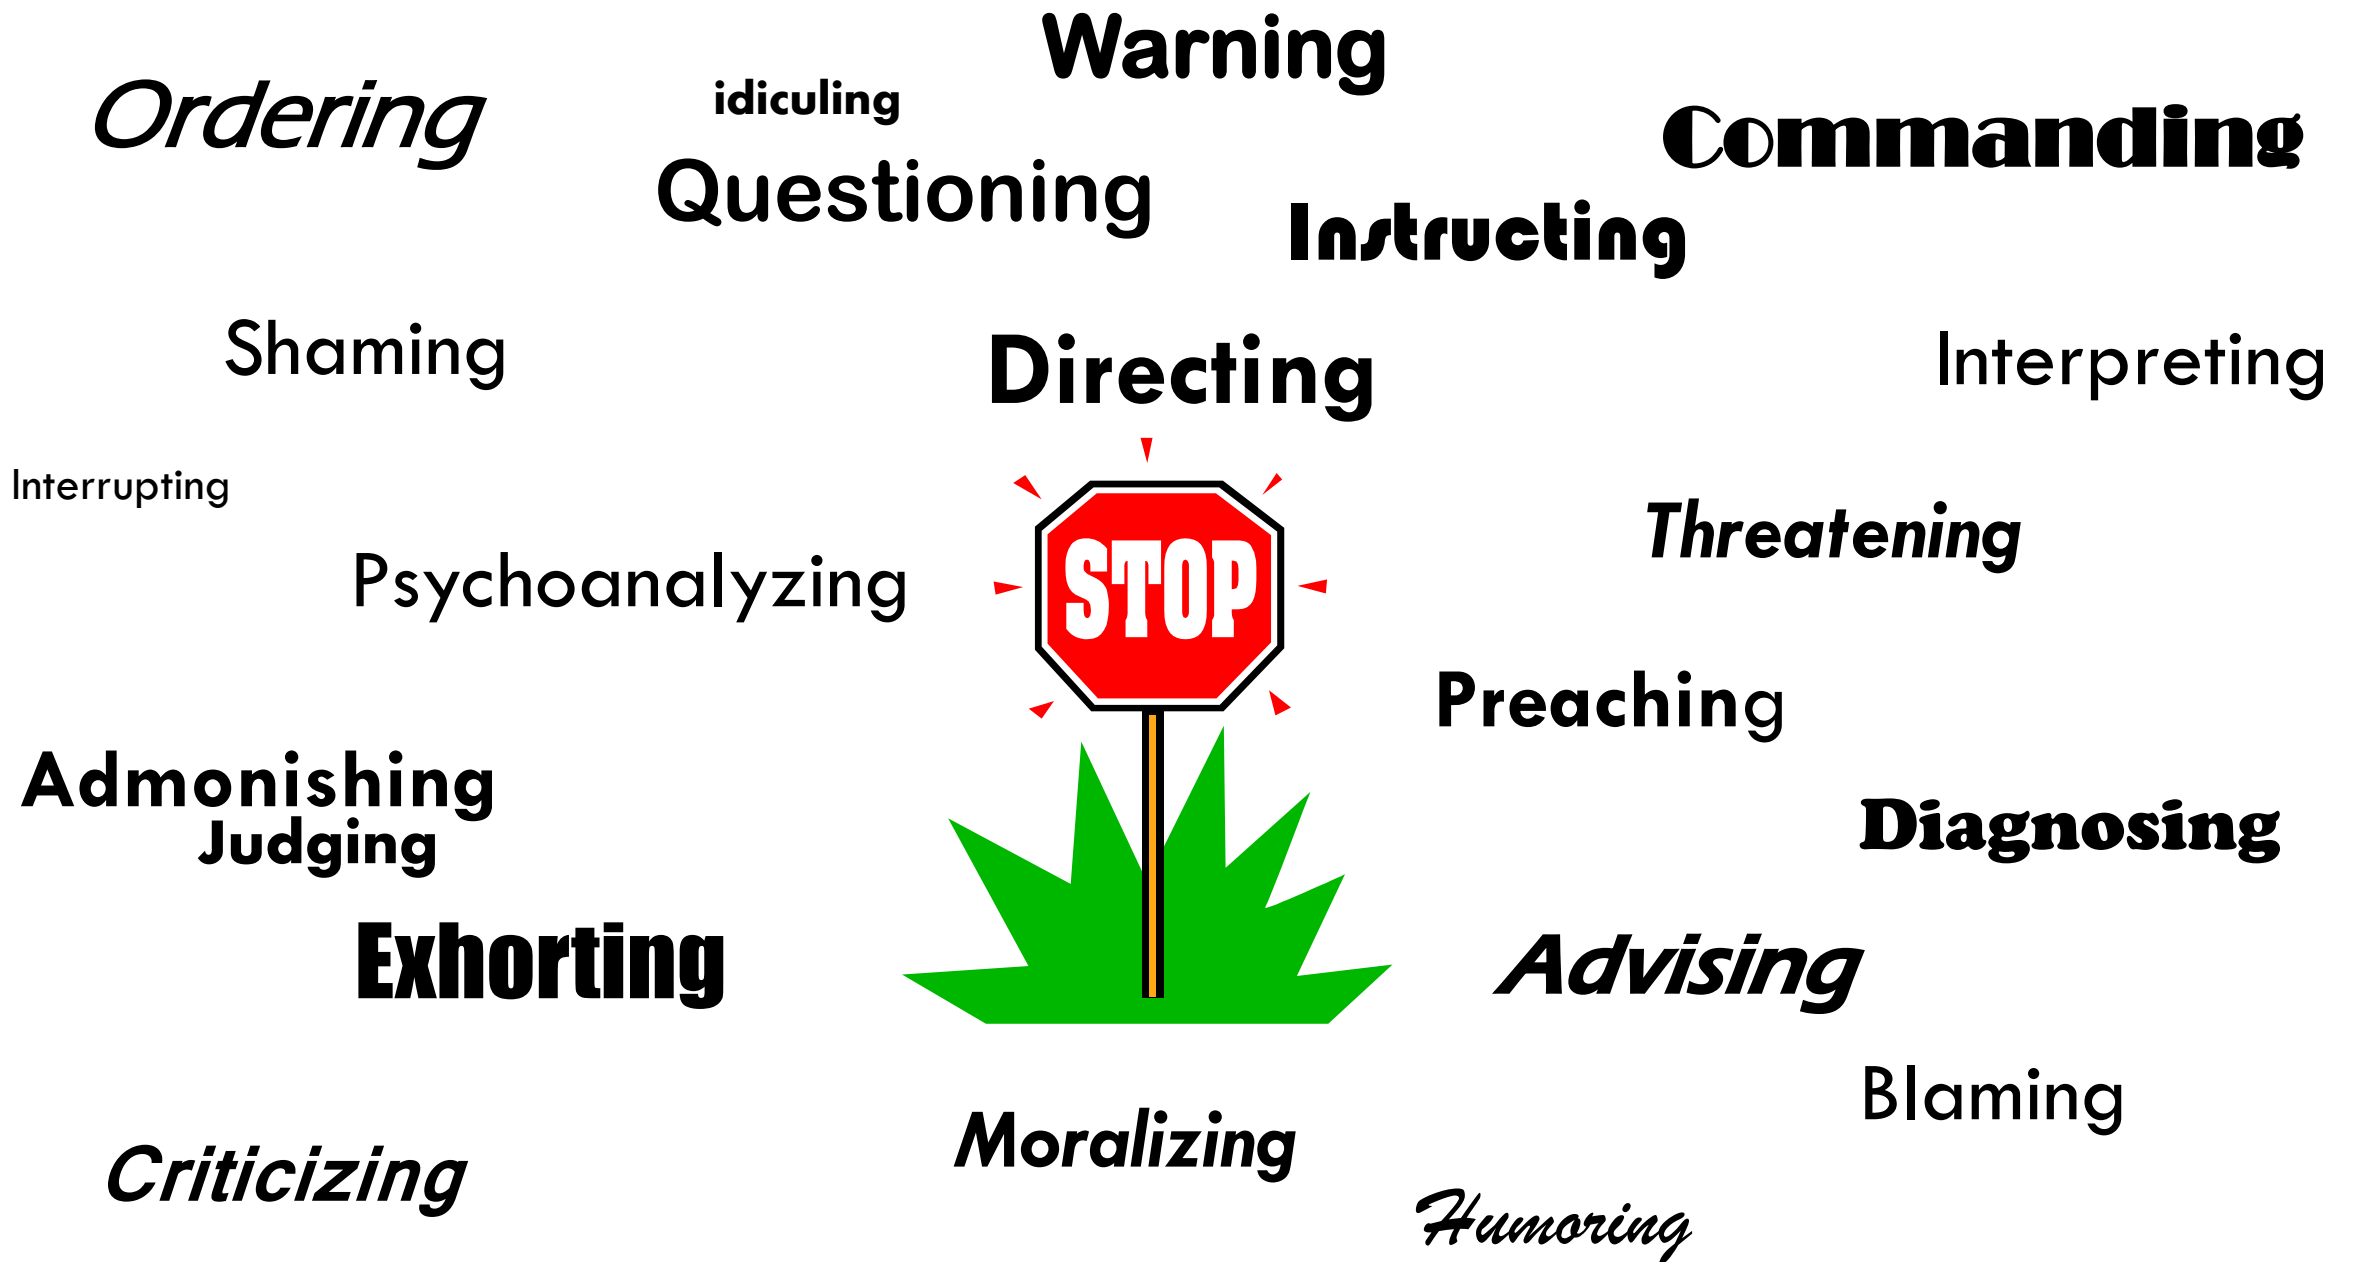 Warning
Ordering
idiculing
Commanding
Questioning
Instructing
Shaming
Directing
Interpreting
Interrupting
Threatening
Psychoanalyzing
STOP
Preaching
Admonishing
Judging
Diagnosing
Exhorting
Advising
Blaming
Moralizing
Criticizing
Humoring